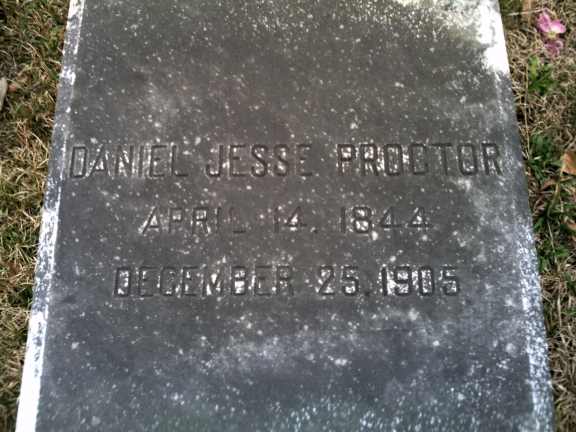 DANIEL JESSE PROCTOR
APRIL 14, 1844
DECEMBER 25, 1905